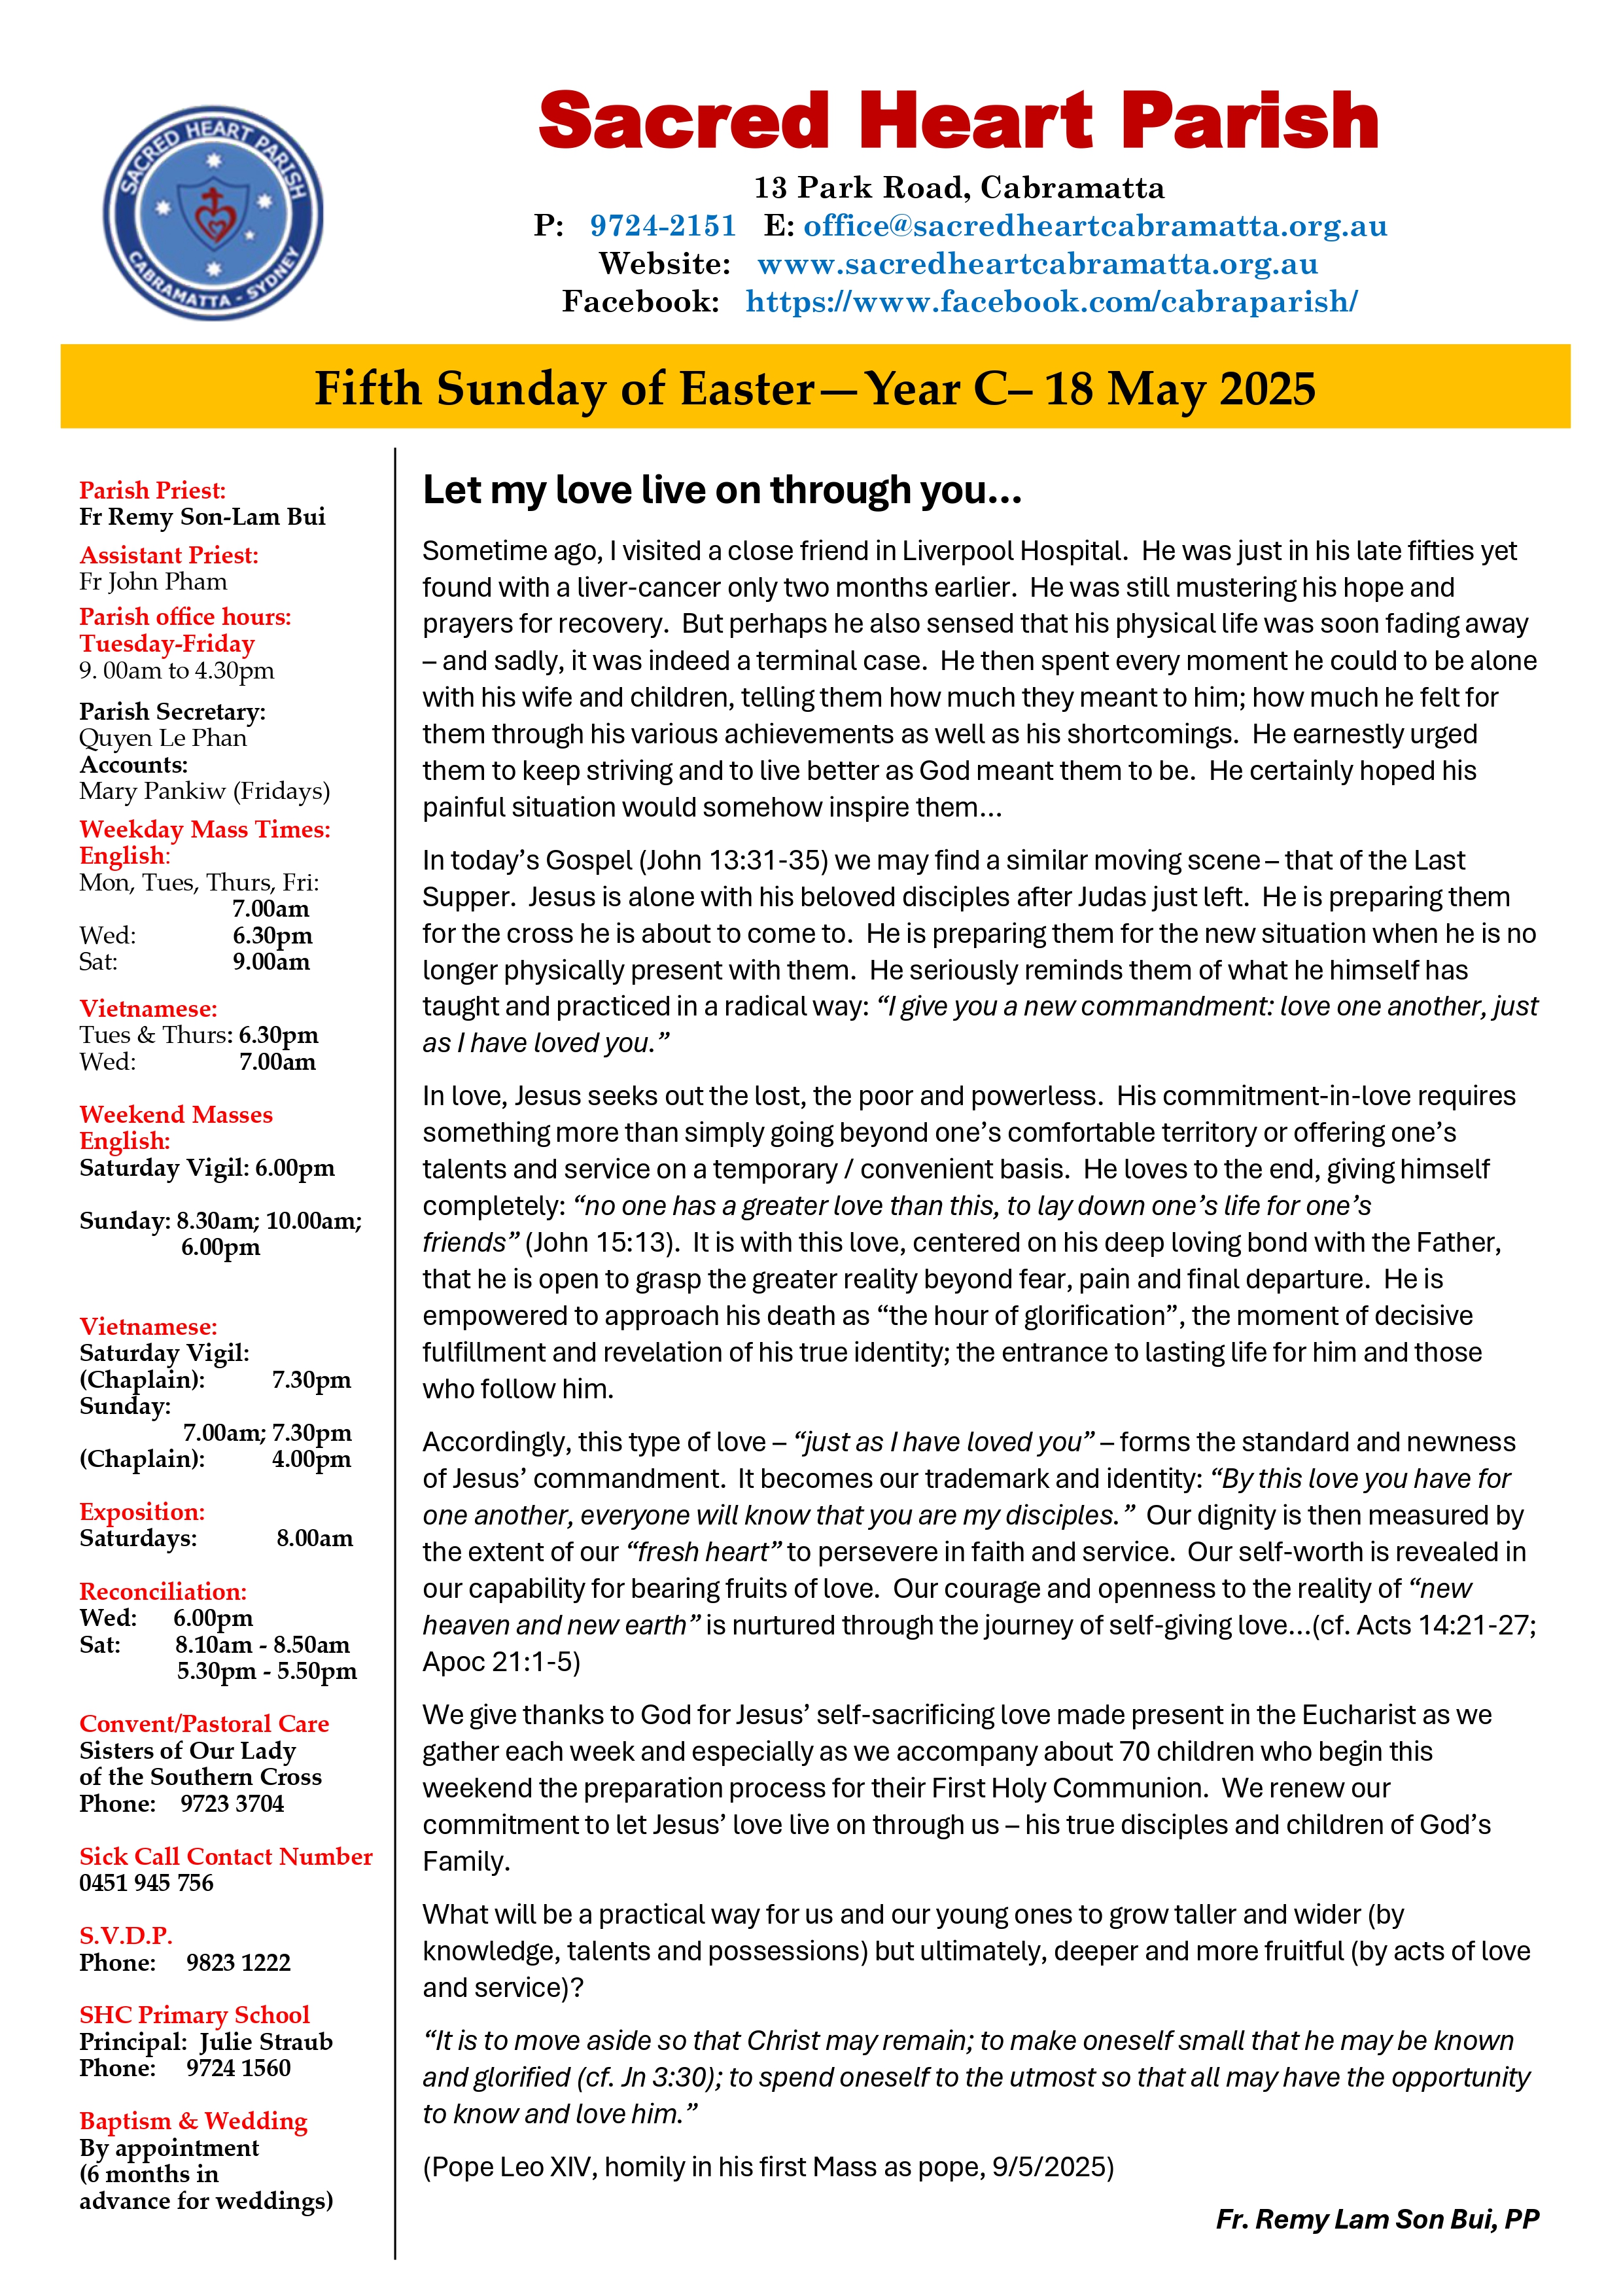 SACRED HEART PARISH
CABRAMATTA - SYDNEY
Sacred Heart Parish
13 Park Road, Cabramatta
P: 9724-2151 E: office@sacredheartcabramatta.org.au
Website: www.sacredheartcabramatta.org.au
Facebook: https://www.facebook.com/cabraparish/
Fifth Sunday of Easter—Year C– 18 May 2025
Parish Priest:
Fr Remy Son-Lam Bui
Assistant Priest:
Fr John Pham
Parish office hours:
Tuesday-Friday
9. 00am to 4.30pm
Parish Secretary:
Quyen Le Phan
Accounts:
Mary Pankiw (Fridays)
Weekday Mass Times:
English:
Mon, Tues, Thurs, Fri:
7.00am
Wed: 6.30pm
Sat: 9.00am
Vietnamese:
Tues & Thurs: 6.30pm
Wed: 7.00am
Weekend Masses
English:
Saturday Vigil: 6.00pm
Sunday: 8.30am; 10.00am;
6.00pm
Vietnamese:
Saturday Vigil:
(Chaplain): 7.30pm
Sunday:
7.00am; 7.30pm
(Chaplain): 4.00pm
Exposition:
Saturdays: 8.00am
Reconciliation:
Wed: 6.00pm
Sat: 8.10am - 8.50am
5.30pm - 5.50pm
Convent/Pastoral Care
Sisters of Our Lady
of the Southern Cross
Phone: 9723 3704
Sick Call Contact Number
0451 945 756
S.V.D.P.
Phone: 9823 1222
SHC Primary School
Principal: Julie Straub
Phone: 9724 1560
Baptism & Wedding
By appointment
(6 months in
advance for weddings)
Let my love live on through you…
Sometime ago, I visited a close friend in Liverpool Hospital. He was just in his late fifties yet
found with a liver-cancer only two months earlier. He was still mustering his hope and
prayers for recovery. But perhaps he also sensed that his physical life was soon fading away
– and sadly, it was indeed a terminal case. He then spent every moment he could to be alone
with his wife and children, telling them how much they meant to him; how much he felt for
them through his various achievements as well as his shortcomings. He earnestly urged
them to keep striving and to live better as God meant them to be. He certainly hoped his
painful situation would somehow inspire them…
In today’s Gospel (John 13:31-35) we may find a similar moving scene – that of the Last
Supper. Jesus is alone with his beloved disciples after Judas just left. He is preparing them
for the cross he is about to come to. He is preparing them for the new situation when he is no
longer physically present with them. He seriously reminds them of what he himself has
taught and practiced in a radical way: “I give you a new commandment: love one another, just
as I have loved you.”
In love, Jesus seeks out the lost, the poor and powerless. His commitment-in-love requires
something more than simply going beyond one’s comfortable territory or offering one’s
talents and service on a temporary / convenient basis. He loves to the end, giving himself
completely: “no one has a greater love than this, to lay down one’s life for one’s
friends” (John 15:13). It is with this love, centered on his deep loving bond with the Father,
that he is open to grasp the greater reality beyond fear, pain and final departure. He is
empowered to approach his death as “the hour of glorification”, the moment of decisive
fulfillment and revelation of his true identity; the entrance to lasting life for him and those
who follow him.
Accordingly, this type of love – “just as I have loved you” – forms the standard and newness
of Jesus’ commandment. It becomes our trademark and identity: “By this love you have for
one another, everyone will know that you are my disciples.” Our dignity is then measured by
the extent of our “fresh heart” to persevere in faith and service. Our self-worth is revealed in
our capability for bearing fruits of love. Our courage and openness to the reality of “new
heaven and new earth” is nurtured through the journey of self-giving love…(cf. Acts 14:21-27;
Apoc 21:1-5)
We give thanks to God for Jesus’ self-sacrificing love made present in the Eucharist as we
gather each week and especially as we accompany about 70 children who begin this
weekend the preparation process for their First Holy Communion. We renew our
commitment to let Jesus’ love live on through us – his true disciples and children of God’s
Family.
What will be a practical way for us and our young ones to grow taller and wider (by
knowledge, talents and possessions) but ultimately, deeper and more fruitful (by acts of love
and service)?
“It is to move aside so that Christ may remain; to make oneself small that he may be known
and glorified (cf. Jn 3:30); to spend oneself to the utmost so that all may have the opportunity
to know and love him.”
(Pope Leo XIV, homily in his first Mass as pope, 9/5/2025)
Fr. Remy Lam Son Bui, PP